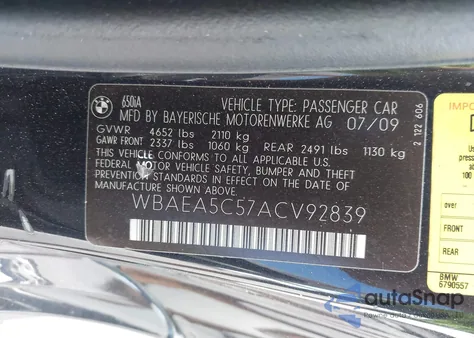 650iA
VEHICLE TYPE: PASSENGER CAR
MFD BY BAYERISCHE MOTORENWERKE AG 07/09
GVWR 4652 lbs 2110 kg
GAWR FRONT 2337 lbs 1060 kg REAR 2491 lbs 1130 kg
THIS VEHICLE CONFORMS TO ALL APPLICABLE U.S.
FEDERAL MOTOR VEHICLE SAFETY, BUMPER AND THEFT
PREVENTION STANDARDS IN EFFECT ON THE DATE OF
MANUFACTURE SHOWN ABOVE.
WBAEA5C57ACV92839
2 122 606
FRONT
REAR
BMW
6790557
autoSnap